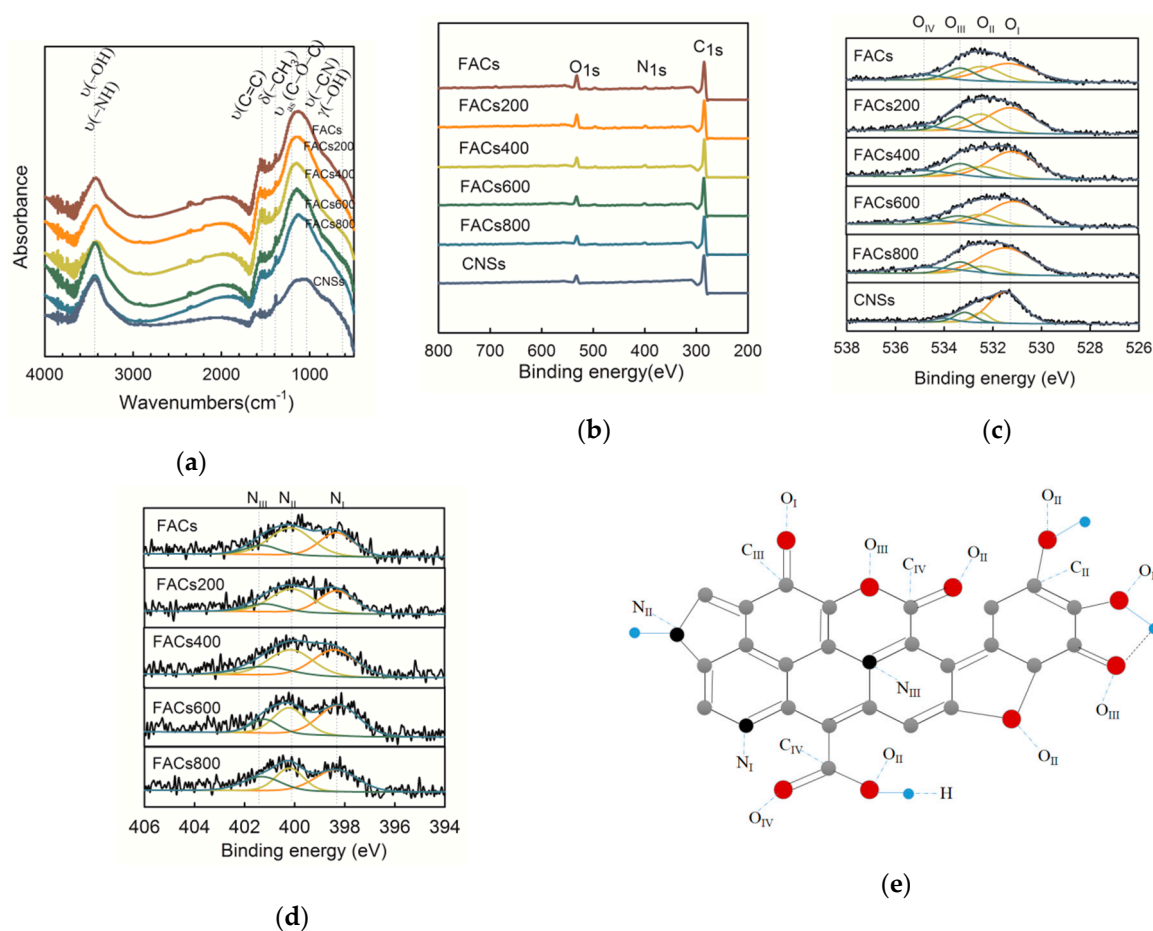 υ(−OH)
υ(−NH)
υ(C=C)
δ(−CH3)
υas(C−O−C)
υ(−CN)
γ(−OH)
FACs
FACs200
FACs400
FACs600
FACs800
CNSs
Absorbance
4000 3000 2000 1000
Wavenumbers(cm⁻¹)
(a)
O1s N1s C1s
FACs
FACs200
FACs400
FACs600
FACs800
CNSs
800 700 600 500 400 300 200
Binding energy(eV)
(b)
OIV OIII OII OI
FACs
FACs200
FACs400
FACs600
FACs800
CNSs
538 536 534 532 530 528 526
Binding energy (eV)
(c)
NIII NII NI
FACs
FACs200
FACs400
FACs600
FACs800
406 404 402 400 398 396 394
Binding energy (eV)
(d)
OI
OII
CIII
OIII
CIV
OII
CII
NII
NIII
OIII
NI
CIV
OII
OII
OIV
H
(e)